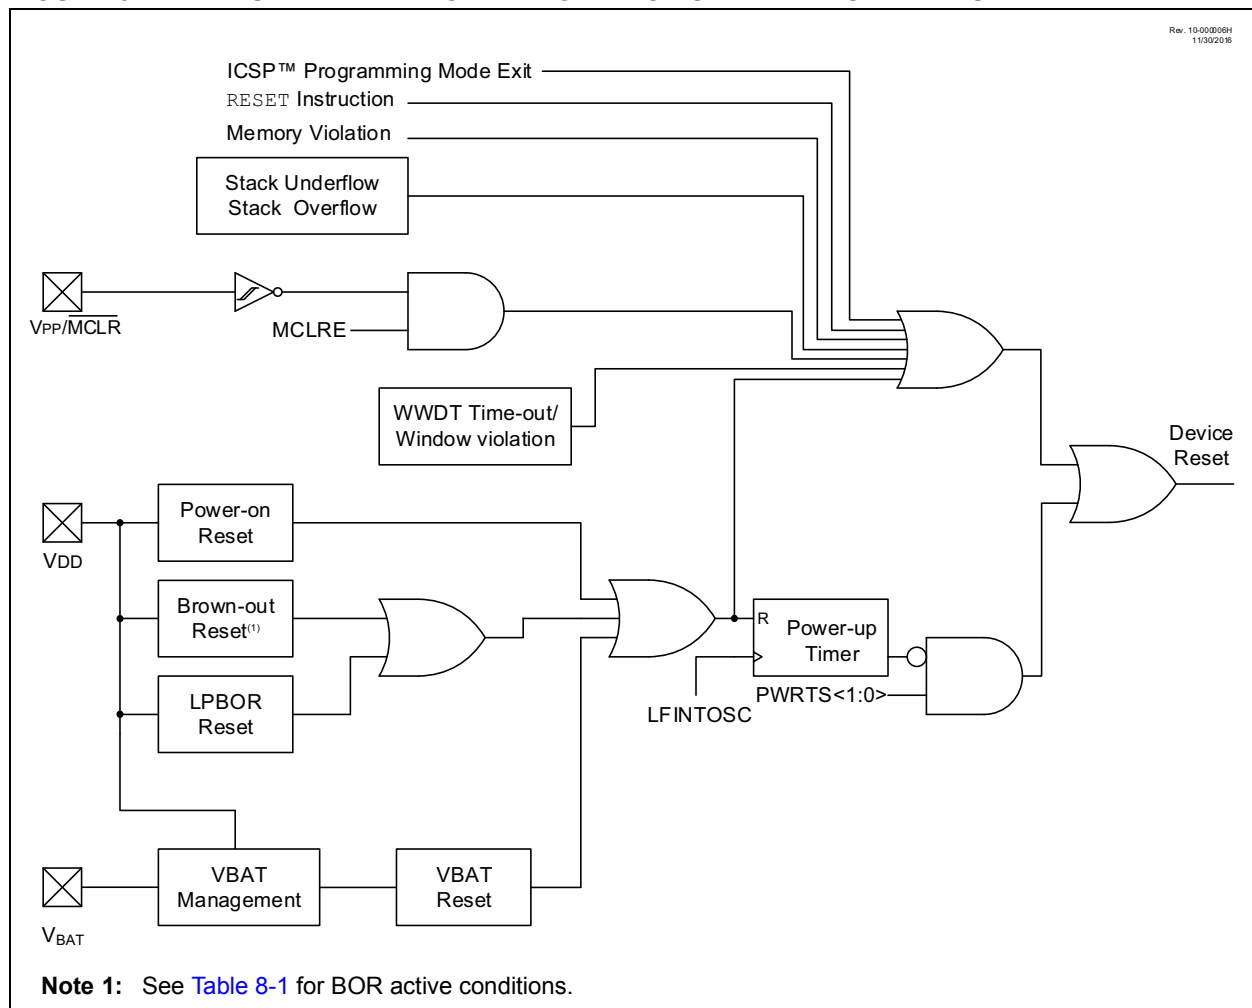 Rev. 10-000006H
11/30/2016
ICSP™ Programming Mode Exit
RESET Instruction
Memory Violation
Stack Underflow
Stack Overflow
VPP/MCLR
MCLRE
WWDT Time-out/
Window violation
Device
Reset
Power-on
Reset
VDD
Brown-out
Reset(1)
R
Power-up
Timer
LPBOR
Reset
PWRTS<1:0>
LFINTOSC
VBAT
Management
VBAT
Reset
VBAT
Note 1: See Table 8-1 for BOR active conditions.